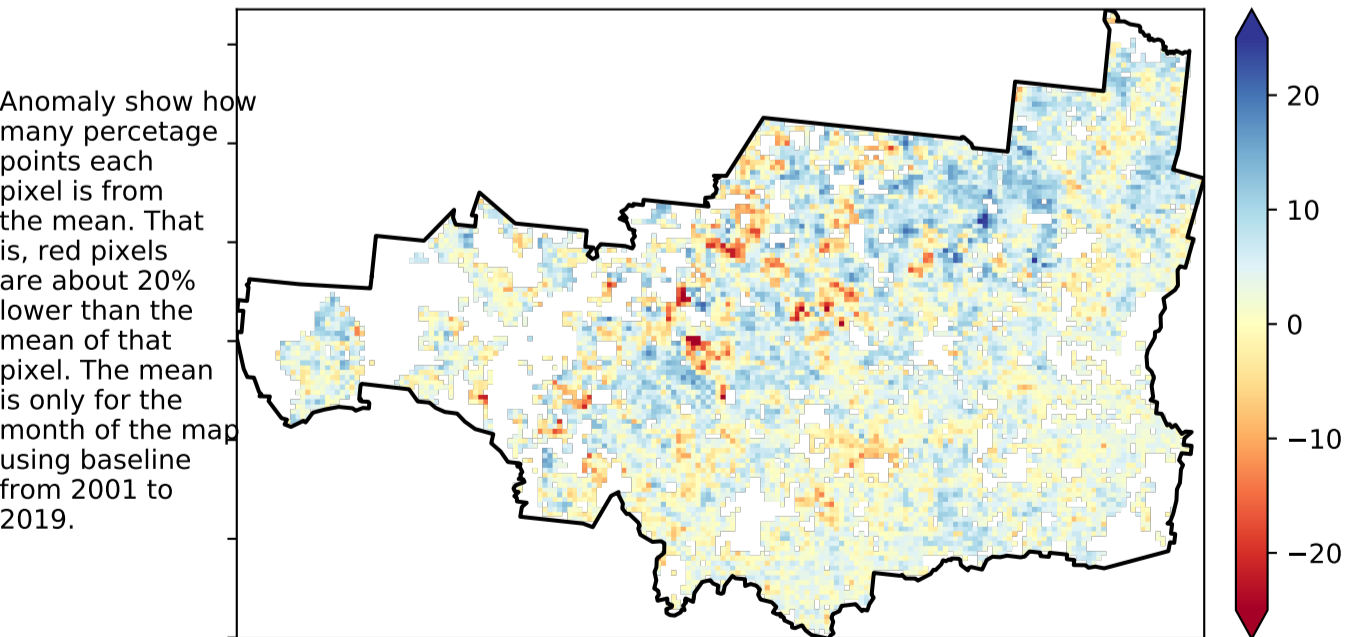 Anomaly show how
many percetage
points each
pixel is from
the mean. That
is, red pixels
are about 20%
lower than the
mean of that
pixel. The mean
is only for the
month of the map
using baseline
from 2001 to
2019.
20
10
0
−10
−20